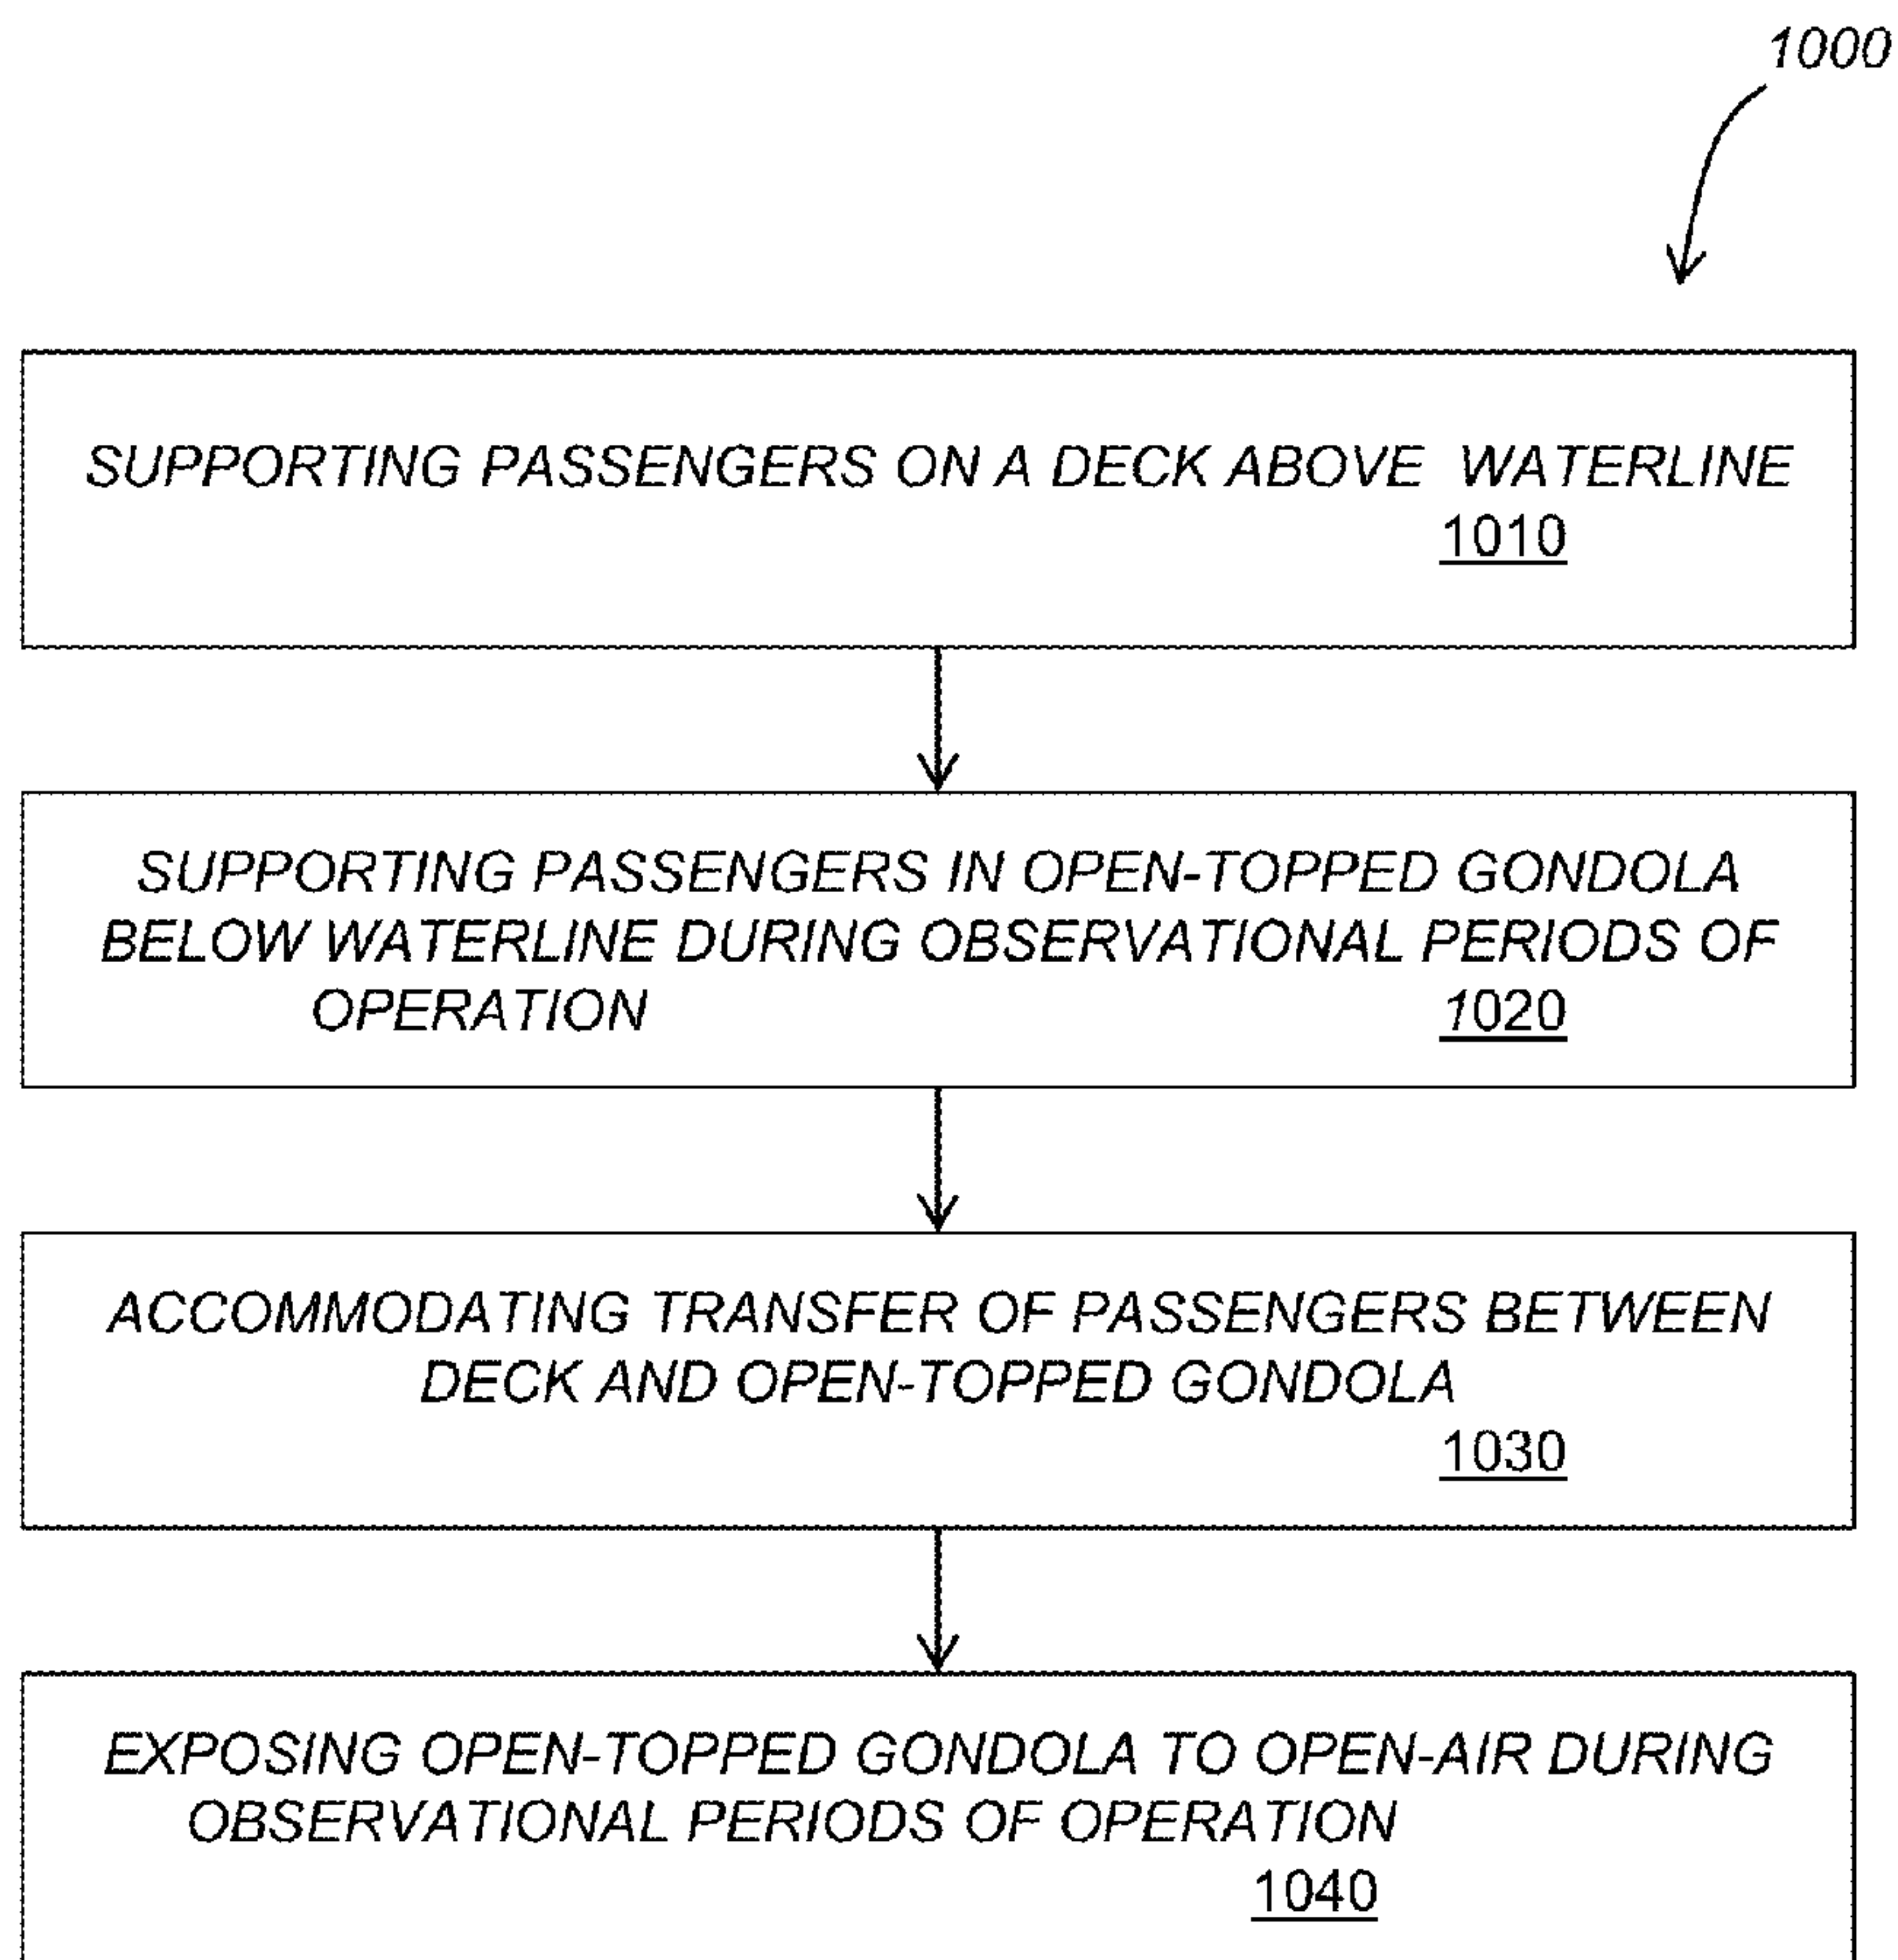 1000
SUPPORTING PASSENGERS ON A DECK ABOVE WATERLINE
1010
SUPPORTING PASSENGERS IN OPEN-TOPPED GONDOLA
BELOW WATERLINE DURING OBSERVATIONAL PERIODS OF
OPERATION 1020
ACCOMMODATING TRANSFER OF PASSENGERS BETWEEN
DECK AND OPEN-TOPPED GONDOLA
1030
EXPOSING OPEN-TOPPED GONDOLA TO OPEN-AIR DURING
OBSERVATIONAL PERIODS OF OPERATION
1040